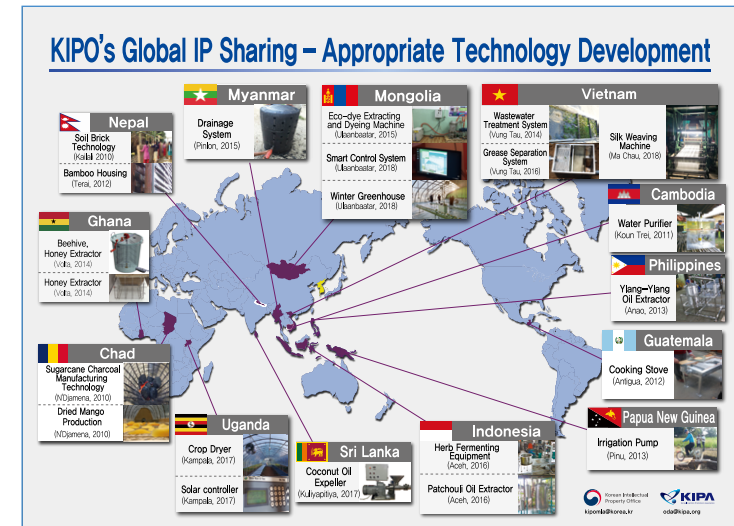 KIPO's Global IP Sharing – Appropriate Technology Development
Nepal
Soil Brick
Technology
(Kailali 2010)
Bamboo Housing
(Terai, 2012)
Myanmar
Drainage
System
(Pinlon, 2015)
Mongolia
Eco-dye Extracting
and Dyeing Machine
(Ulaanbaatar, 2015)
Smart Control System
(Ulaanbaatar, 2018)
Winter Greenhouse
(Ulaanbaatar, 2018)
Vietnam
Wastewater
Treatment System
(Vung Tau, 2014)
Grease Separation
System
(Vung Tau, 2016)
Silk Weaving
Machine
(Ma Chau, 2018)
Cambodia
Water Purifier
(Koun Trei, 2011)
Ghana
Beehive,
Honey Extractor
(Volta, 2014)
Honey Extractor
(Volta, 2014)
Philippines
Ylang-Ylang
Oil Extractor
(Anao, 2013)
Guatemala
Cooking Stove
(Antigua, 2012)
Chad
Sugarcane Charcoal
Manufacturing
Technology
(N'Djamena, 2010)
Dried Mango
Production
(N'Djamena, 2010)
Uganda
Crop Dryer
(Kampala, 2017)
Solar controller
(Kampala, 2017)
Sri Lanka
Coconut Oil
Expeller
(Kuliyapitiya, 2017)
Indonesia
Herb Fermenting
Equipment
(Aceh, 2016)
Patchouli Oil Extractor
(Aceh, 2016)
Papua New Guinea
Irrigation Pump
(Pinu, 2013)
Korean Intellectual
Property Office
kipomla@korea.kr
KIPA
oda@kipa.org